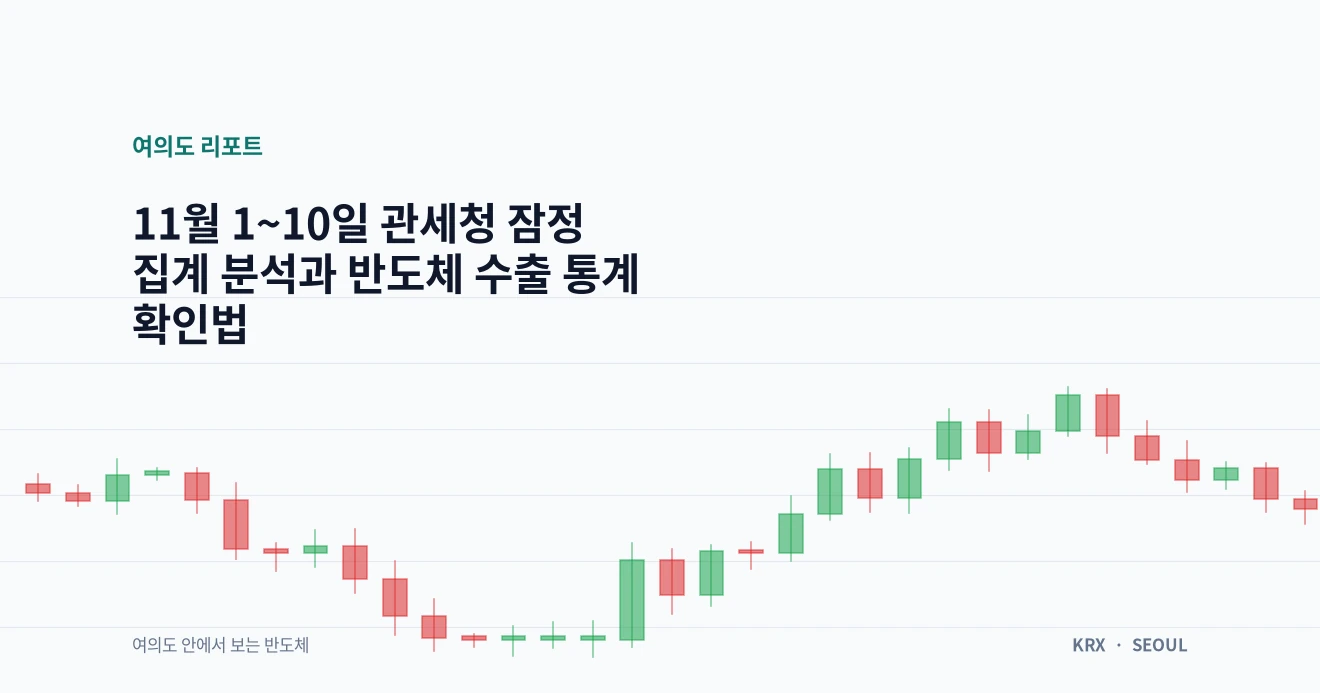 여의도 리포트
11월 1~10일 관세청 잠정
집계 분석과 반도체 수출 통계
확인법
여의도 안에서 보는 반도체
KRX · SEOUL